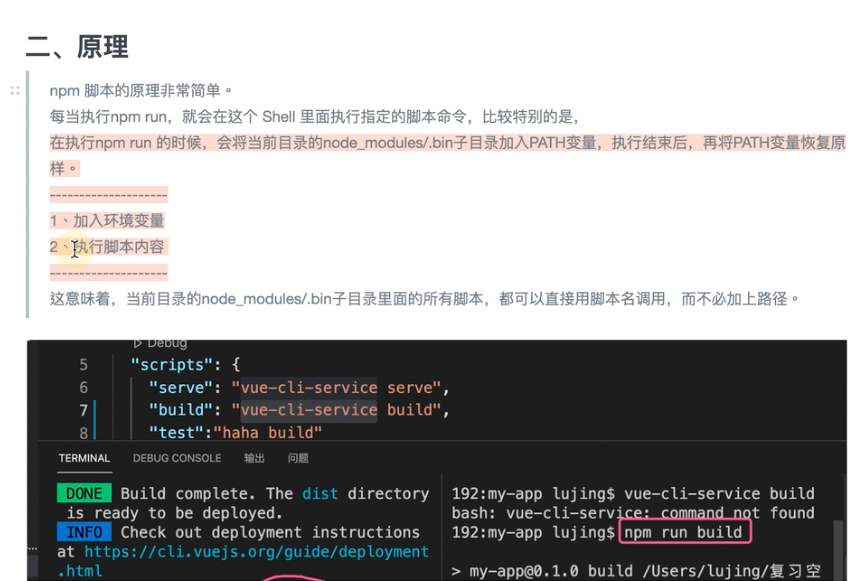 二、原理
npm 脚本的原理非常简单。
每当执行npm run，就会在这个 Shell 里面执行指定的脚本命令，比较特别的是，
在执行npm run 的时候，会将当前目录的node_modules/.bin子目录加入PATH变量，执行结束后，再将PATH变量恢复原
样。
--------------------
1、加入环境变量
2、执行脚本内容
--------------------
这意味着，当前目录的node_modules/.bin子目录里面的所有脚本，都可以直接用脚本名调用，而不必加上路径。
Debug
5 "scripts": {
6 "serve": "vue-cli-service serve",
7 "build": "vue-cli-service build",
8 "test":"haha build"
TERMINAL DEBUG CONSOLE 输出 问题
DONE Build complete. The dist directory
is ready to be deployed.
INFO Check out deployment instructions
at https://cli.vuejs.org/guide/deployment
.html
192:my-app lujing$ vue-cli-service build
bash: vue-cli-service: command not found
192:my-app lujing$ npm run build
> my-app@0.1.0 build /Users/lujing/复习空